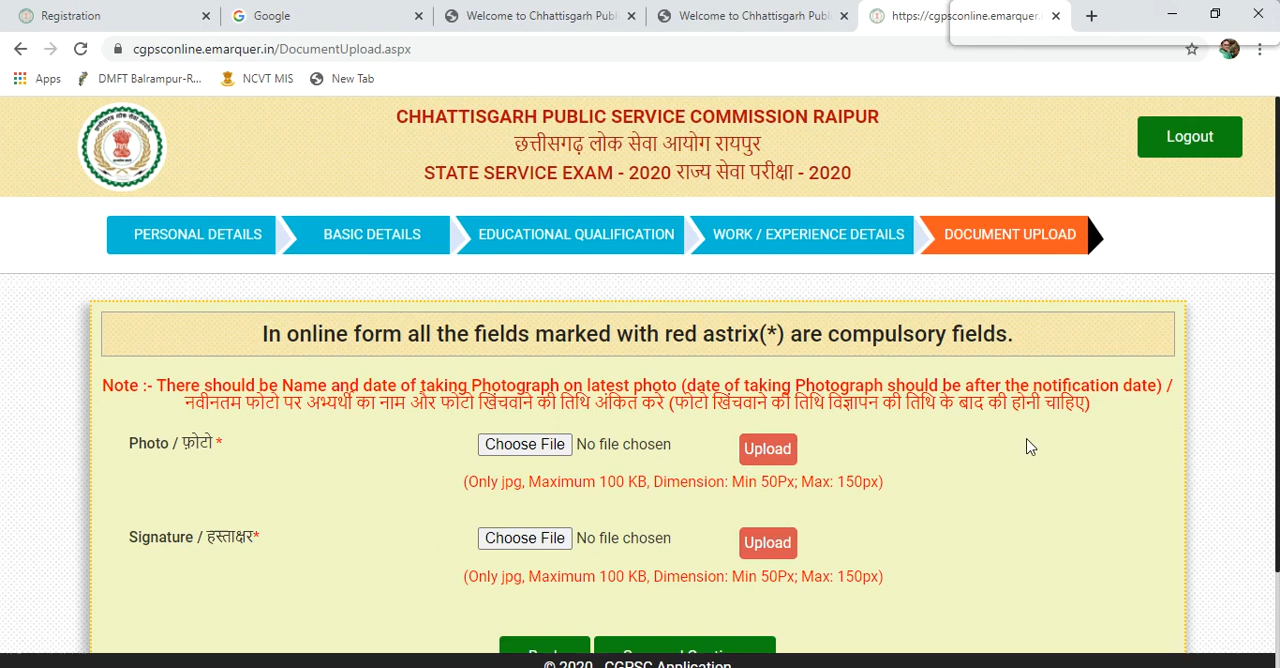 Registration
Google
Welcome to Chhattisgarh Publ
Welcome to Chhattisgarh Publ
https://cgpsconline.emarquer.
cgpsconline.emarquer.in/DocumentUpload.aspx
Apps
DMFT Balrampur-R...
NCVT MIS
New Tab
CHHATTISGARH PUBLIC SERVICE COMMISSION RAIPUR
छत्तीसगढ़ लोक सेवा आयोग रायपुर
STATE SERVICE EXAM - 2020 राज्य सेवा परीक्षा - 2020
Logout
PERSONAL DETAILS
BASIC DETAILS
EDUCATIONAL QUALIFICATION
WORK / EXPERIENCE DETAILS
DOCUMENT UPLOAD
In online form all the fields marked with red astrix(*) are compulsory fields.
Note :- There should be Name and date of taking Photograph on latest photo (date of taking Photograph should be after the notification date) /
नवीनतम फोटो पर अभ्यर्थी का नाम और फोटो खिंचवाने की तिथि अंकित करे (फोटो खिंचवाने की तिथि विज्ञापन की तिथि के बाद की होनी चाहिए)
Photo / फ़ोटो *
Choose File No file chosen
Upload
(Only jpg, Maximum 100 KB, Dimension: Min 50Px; Max: 150px)
Signature / हस्ताक्षर*
Choose File No file chosen
Upload
(Only jpg, Maximum 100 KB, Dimension: Min 50Px; Max: 150px)
© 2020 CGPSC Application